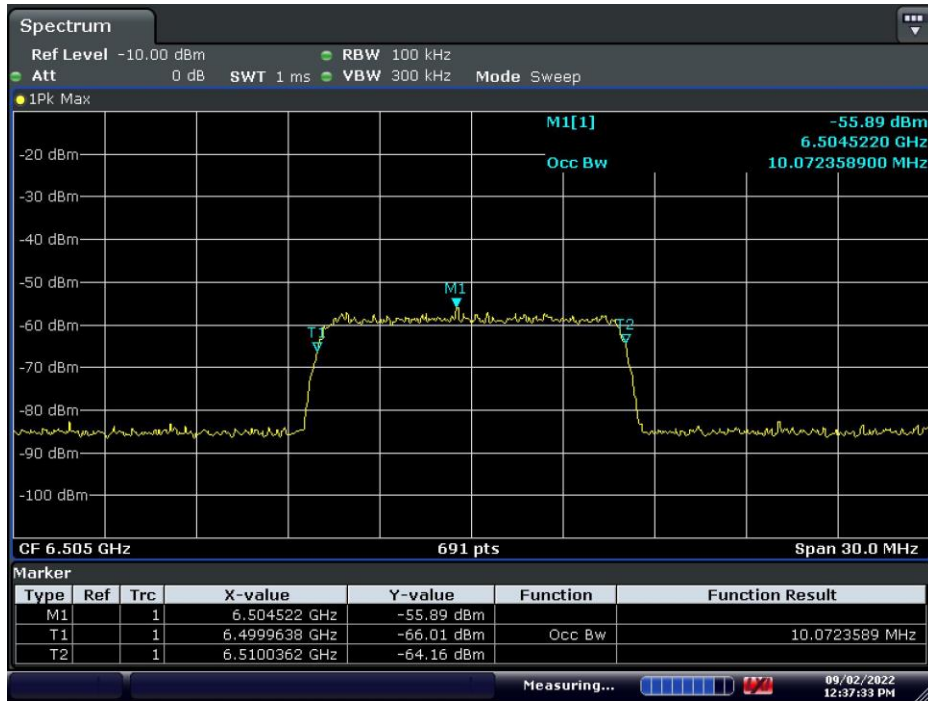 Spectrum
Ref Level -10.00 dBm RBW 100 kHz
Att 0 dB SWT 1 ms VBW 300 kHz Mode Sweep
1Pk Max
M1[1] -55.89 dBm
6.5045220 GHz
-20 dBm
Occ Bw 10.072358900 MHz
-30 dBm
-40 dBm
-50 dBm
M1
-60 dBm
T1 T2
-70 dBm
-80 dBm
-90 dBm
-100 dBm
CF 6.505 GHz 691 pts Span 30.0 MHz
Marker
Type Ref Trc X-value Y-value Function Function Result
M1 1 6.504522 GHz -55.89 dBm
T1 1 6.4999638 GHz -66.01 dBm Occ Bw 10.0723589 MHz
T2 1 6.5100362 GHz -64.16 dBm
Measuring... 09/02/2022
12:37:33 PM